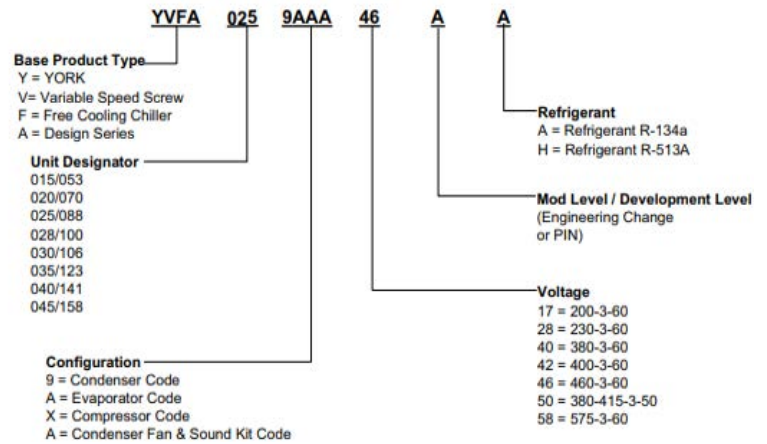 YVFA 025 9AAA 46 A A
Base Product Type
Y = YORK
V= Variable Speed Screw
F = Free Cooling Chiller
A = Design Series
Unit Designator
015/053
020/070
025/088
028/100
030/106
035/123
040/141
045/158
Configuration
9 = Condenser Code
A = Evaporator Code
X = Compressor Code
A = Condenser Fan & Sound Kit Code
Refrigerant
A = Refrigerant R-134a
H = Refrigerant R-513A
Mod Level / Development Level
(Engineering Change
or PIN)
Voltage
17 = 200-3-60
28 = 230-3-60
40 = 380-3-60
42 = 400-3-60
46 = 460-3-60
50 = 380-415-3-50
58 = 575-3-60